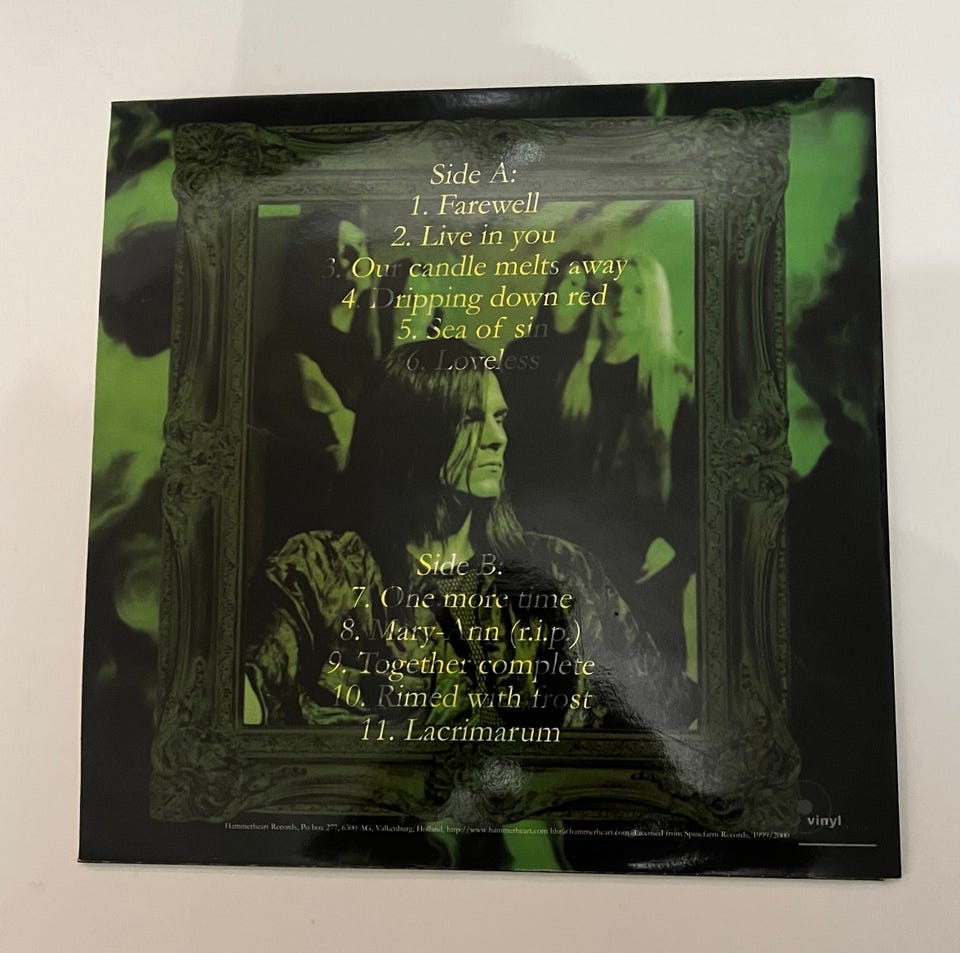 Side A:
1. Farewell
2. Live in you
3. Our candle melts away
4. Dripping down red
5. Sea of sin
6. Loveless
Side B:
7. One more time
8. Mary-Ann (r.i.p.)
9. Together complete
10. Rimed with frost
11. Lacrimarum
Hammerheart Records, Po box 277, 6300 AG, Valkenburg, Holland, http://www.hammerheart.com hhr@hammerheart.com Licensed from Spinefarm Records, 1999/2000
vinyl